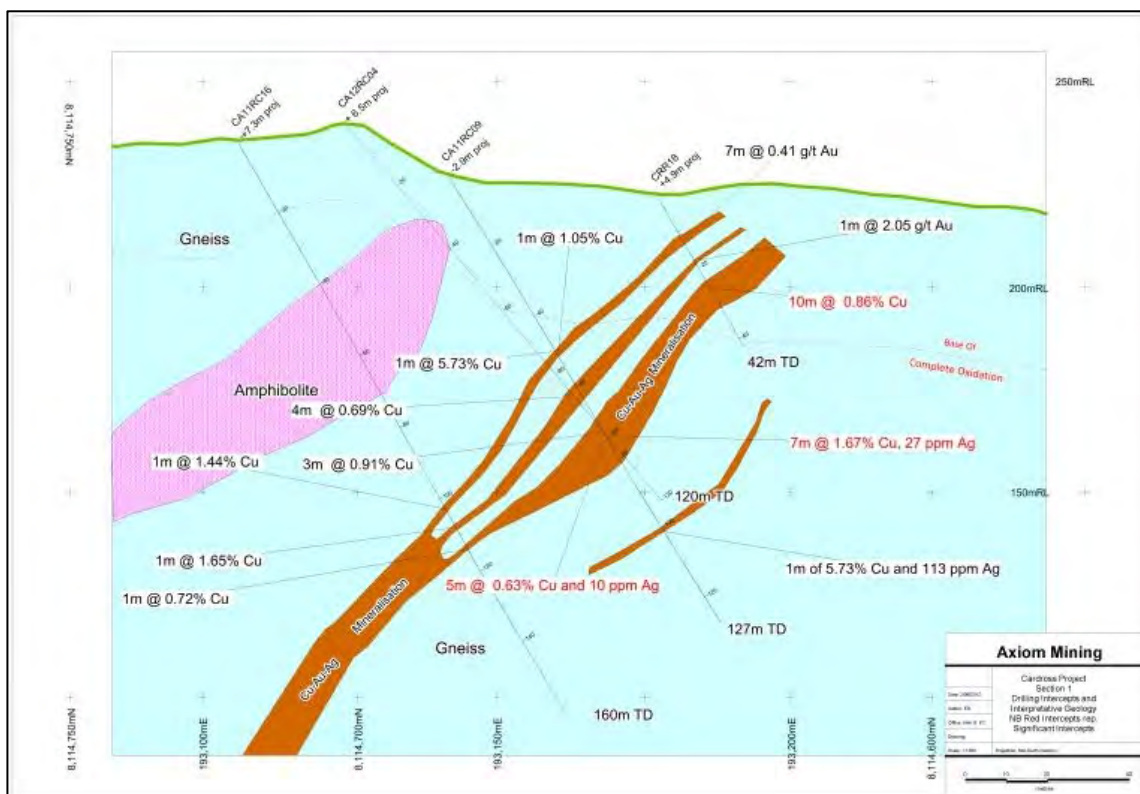 250mRL
8,114,750mN
CA11RC16
+7.3m proj
CA12RC04
+ 8.5m proj
CA11RC09
-2.9m proj
CRR18
+4.9m proj
7m @ 0.41 g/t Au
1m @ 2.05 g/t Au
Gneiss
1m @ 1.05% Cu
200mRL
10m @ 0.86% Cu
Base Of
Complete Oxidation
1m @ 5.73% Cu
42m TD
Cu-Au-Ag Mineralisation
Amphibolite
4m @ 0.69% Cu
7m @ 1.67% Cu, 27 ppm Ag
1m @ 1.44% Cu
3m @ 0.91% Cu
120m TD
150mRL
1m @ 1.65% Cu
1m of 5.73% Cu and 113 ppm Ag
5m @ 0.63% Cu and 10 ppm Ag
1m @ 0.72% Cu
127m TD
Cu-Au-Ag Mineralisation
Gneiss
160m TD
Axiom Mining
Cardross Project
Section 1
Drilling Intercepts and
Interpretative Geology
NB Red Intercepts rep.
Significant Intercepts
8,114,750mN
193,100mE
8,114,700mN
193,150mE
193,200mE
8,114,600mN